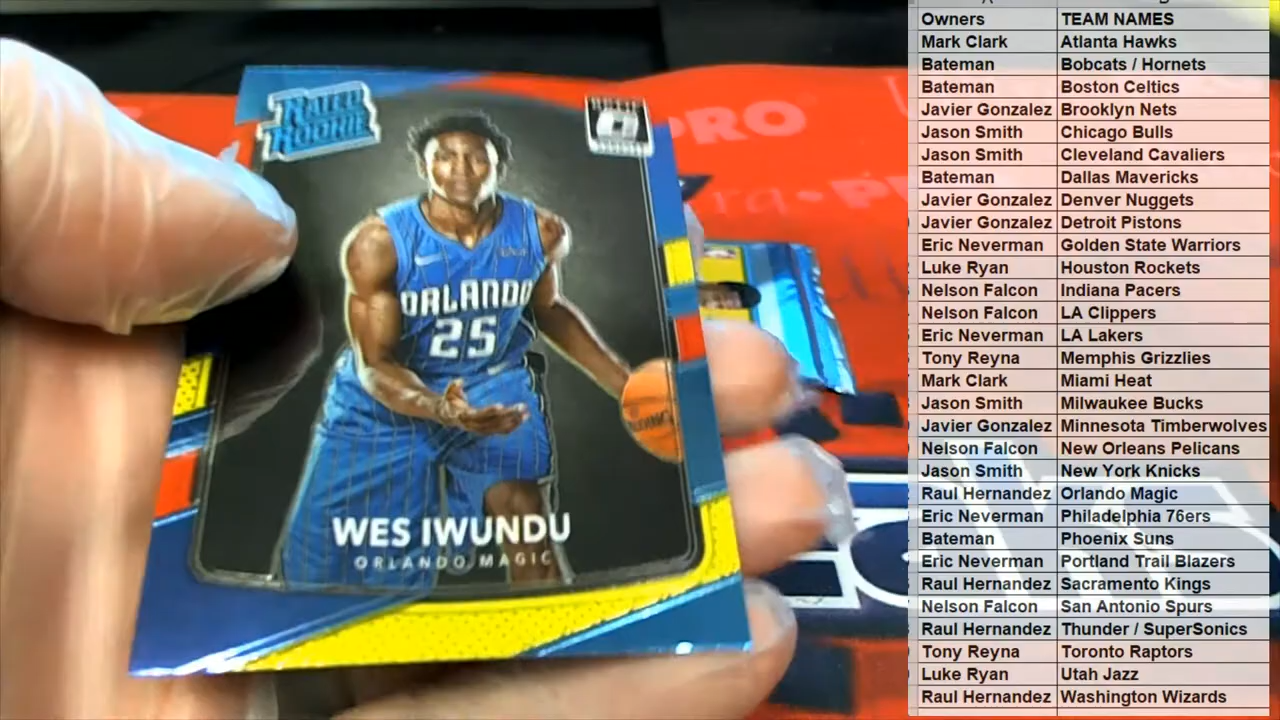 RATED
ROOKIE
ORLANDO
25
WES IWUNDU
ORLANDO MAGIC
PRO
Owners TEAM NAMES
Mark Clark Atlanta Hawks
Bateman Bobcats / Hornets
Bateman Boston Celtics
Javier Gonzalez Brooklyn Nets
Jason Smith Chicago Bulls
Jason Smith Cleveland Cavaliers
Bateman Dallas Mavericks
Javier Gonzalez Denver Nuggets
Javier Gonzalez Detroit Pistons
Eric Neverman Golden State Warriors
Luke Ryan Houston Rockets
Nelson Falcon Indiana Pacers
Nelson Falcon LA Clippers
Eric Neverman LA Lakers
Tony Reyna Memphis Grizzlies
Mark Clark Miami Heat
Jason Smith Milwaukee Bucks
Javier Gonzalez Minnesota Timberwolves
Nelson Falcon New Orleans Pelicans
Jason Smith New York Knicks
Raul Hernandez Orlando Magic
Eric Neverman Philadelphia 76ers
Bateman Phoenix Suns
Eric Neverman Portland Trail Blazers
Raul Hernandez Sacramento Kings
Nelson Falcon San Antonio Spurs
Raul Hernandez Thunder / SuperSonics
Tony Reyna Toronto Raptors
Luke Ryan Utah Jazz
Raul Hernandez Washington Wizards